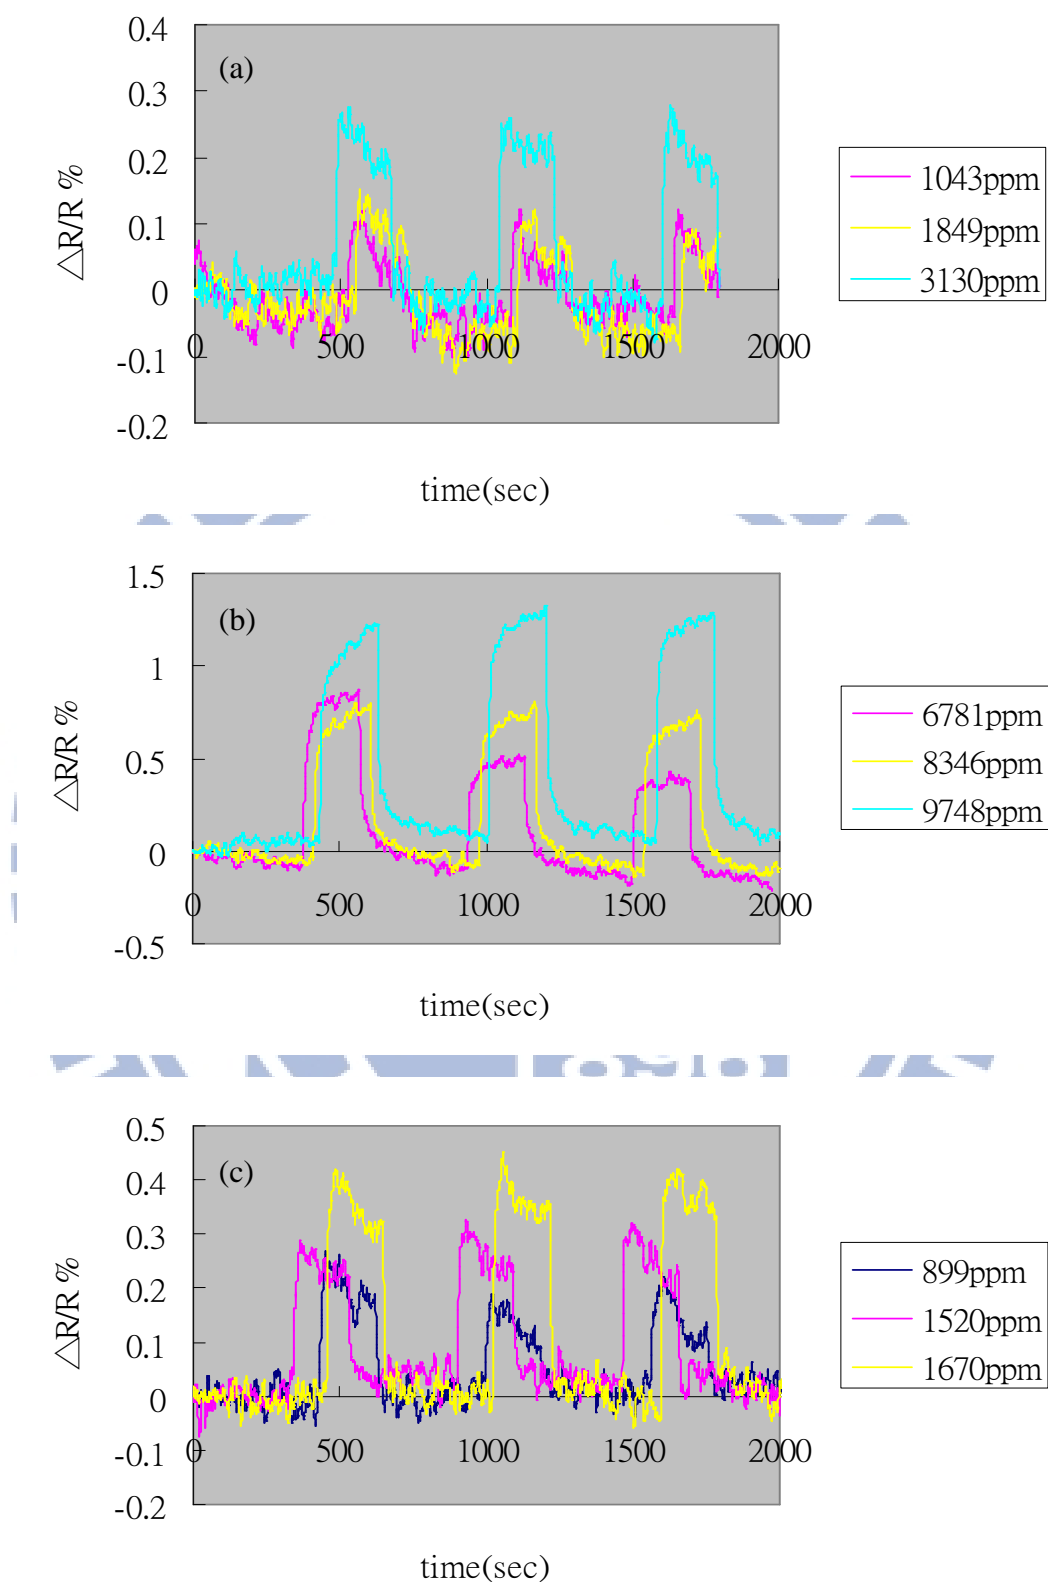 (a)
0.4
0.3
0.2
0.1
0
-0.1
-0.2
△R/R %
0 500 1000 1500 2000
time(sec)
1043ppm
1849ppm
3130ppm
(b)
1.5
1
0.5
0
-0.5
△R/R %
0 500 1000 1500 2000
time(sec)
6781ppm
8346ppm
9748ppm
1896
(c)
0.5
0.4
0.3
0.2
0.1
0
-0.1
-0.2
△R/R %
0 500 1000 1500 2000
time(sec)
899ppm
1520ppm
1670ppm